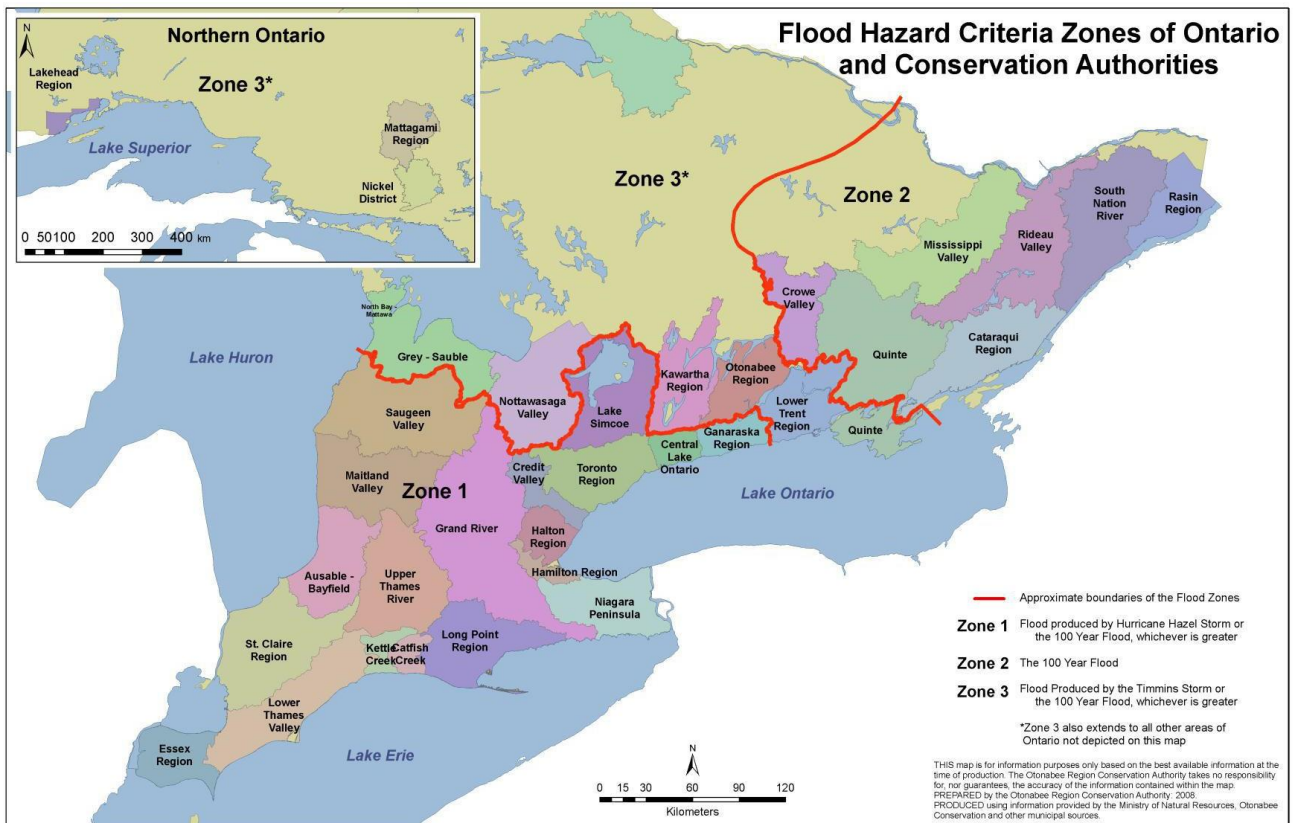 Flood Hazard Criteria Zones of Ontario
and Conservation Authorities
N
Northern Ontario
Zone 3*
Lakehead
Region
Lake Superior
Mattagami
Region
Nickel
District
0 50100 200 300 400 km
Zone 3*
Zone 2
South
Nation
River
Rasin
Region
Rideau
Valley
Mississippi
Valley
Crowe
Valley
Cataraqui
Region
Quinte
Quinte
North Bay -
Mattawa
Grey - Sauble
Lake Huron
Saugeen
Valley
Nottawasaga
Valley
Lake
Simcoe
Kawartha
Region
Otonabee
Region
Lower
Trent
Region
Ganaraska
Region
Central
Lake
Ontario
Toronto
Region
Credit
Valley
Maitland
Valley
Zone 1
Grand River
Lake Ontario
Halton
Region
Hamilton Region
Niagara
Peninsula
Ausable -
Bayfield
Upper
Thames
River
St. Claire
Region
Kettle
Creek
Catfish
Creek
Long Point
Region
Lower
Thames
Valley
Essex
Region
Lake Erie
N
0 15 30 60 90 120
Kilometers
Approximate boundaries of the Flood Zones
Zone 1 Flood produced by Hurricane Hazel Storm or
the 100 Year Flood, whichever is greater
Zone 2 The 100 Year Flood
Zone 3 Flood Produced by the Timmins Storm or
the 100 Year Flood, whichever is greater
*Zone 3 also extends to all other areas of
Ontario not depicted on this map
THIS map is for information purposes only based on the best available information at the
time of production. The Otonabee Region Conservation Authority takes no responsibility
for, nor guarantees, the accuracy of the information contained within the map.
PREPARED by the Otonabee Region Conservation Authority: 2008.
PRODUCED using information provided by the Ministry of Natural Resources, Otonabee
Conservation and other municipal sources.